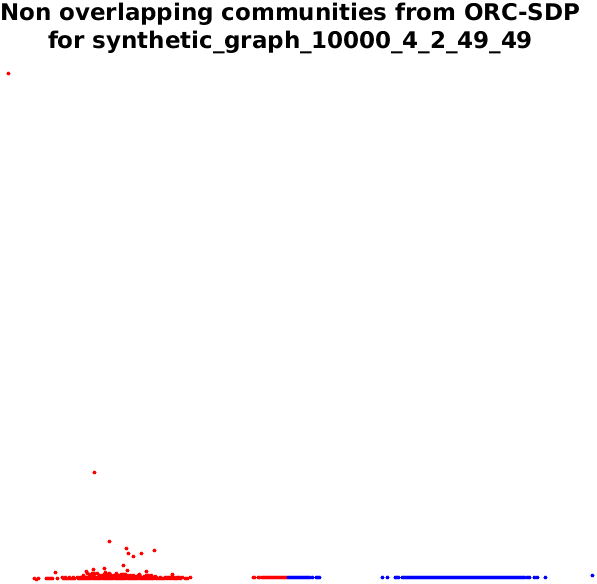 Non overlapping communities from ORC-SDP
for synthetic_graph_10000_4_2_49_49